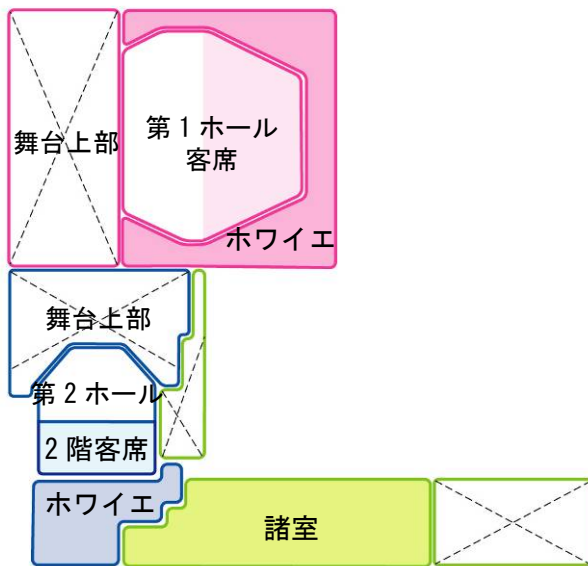 舞台上部
第１ホール
客席
ホワイエ
舞台上部
第２ホール
２階客席
ホワイエ
諸室